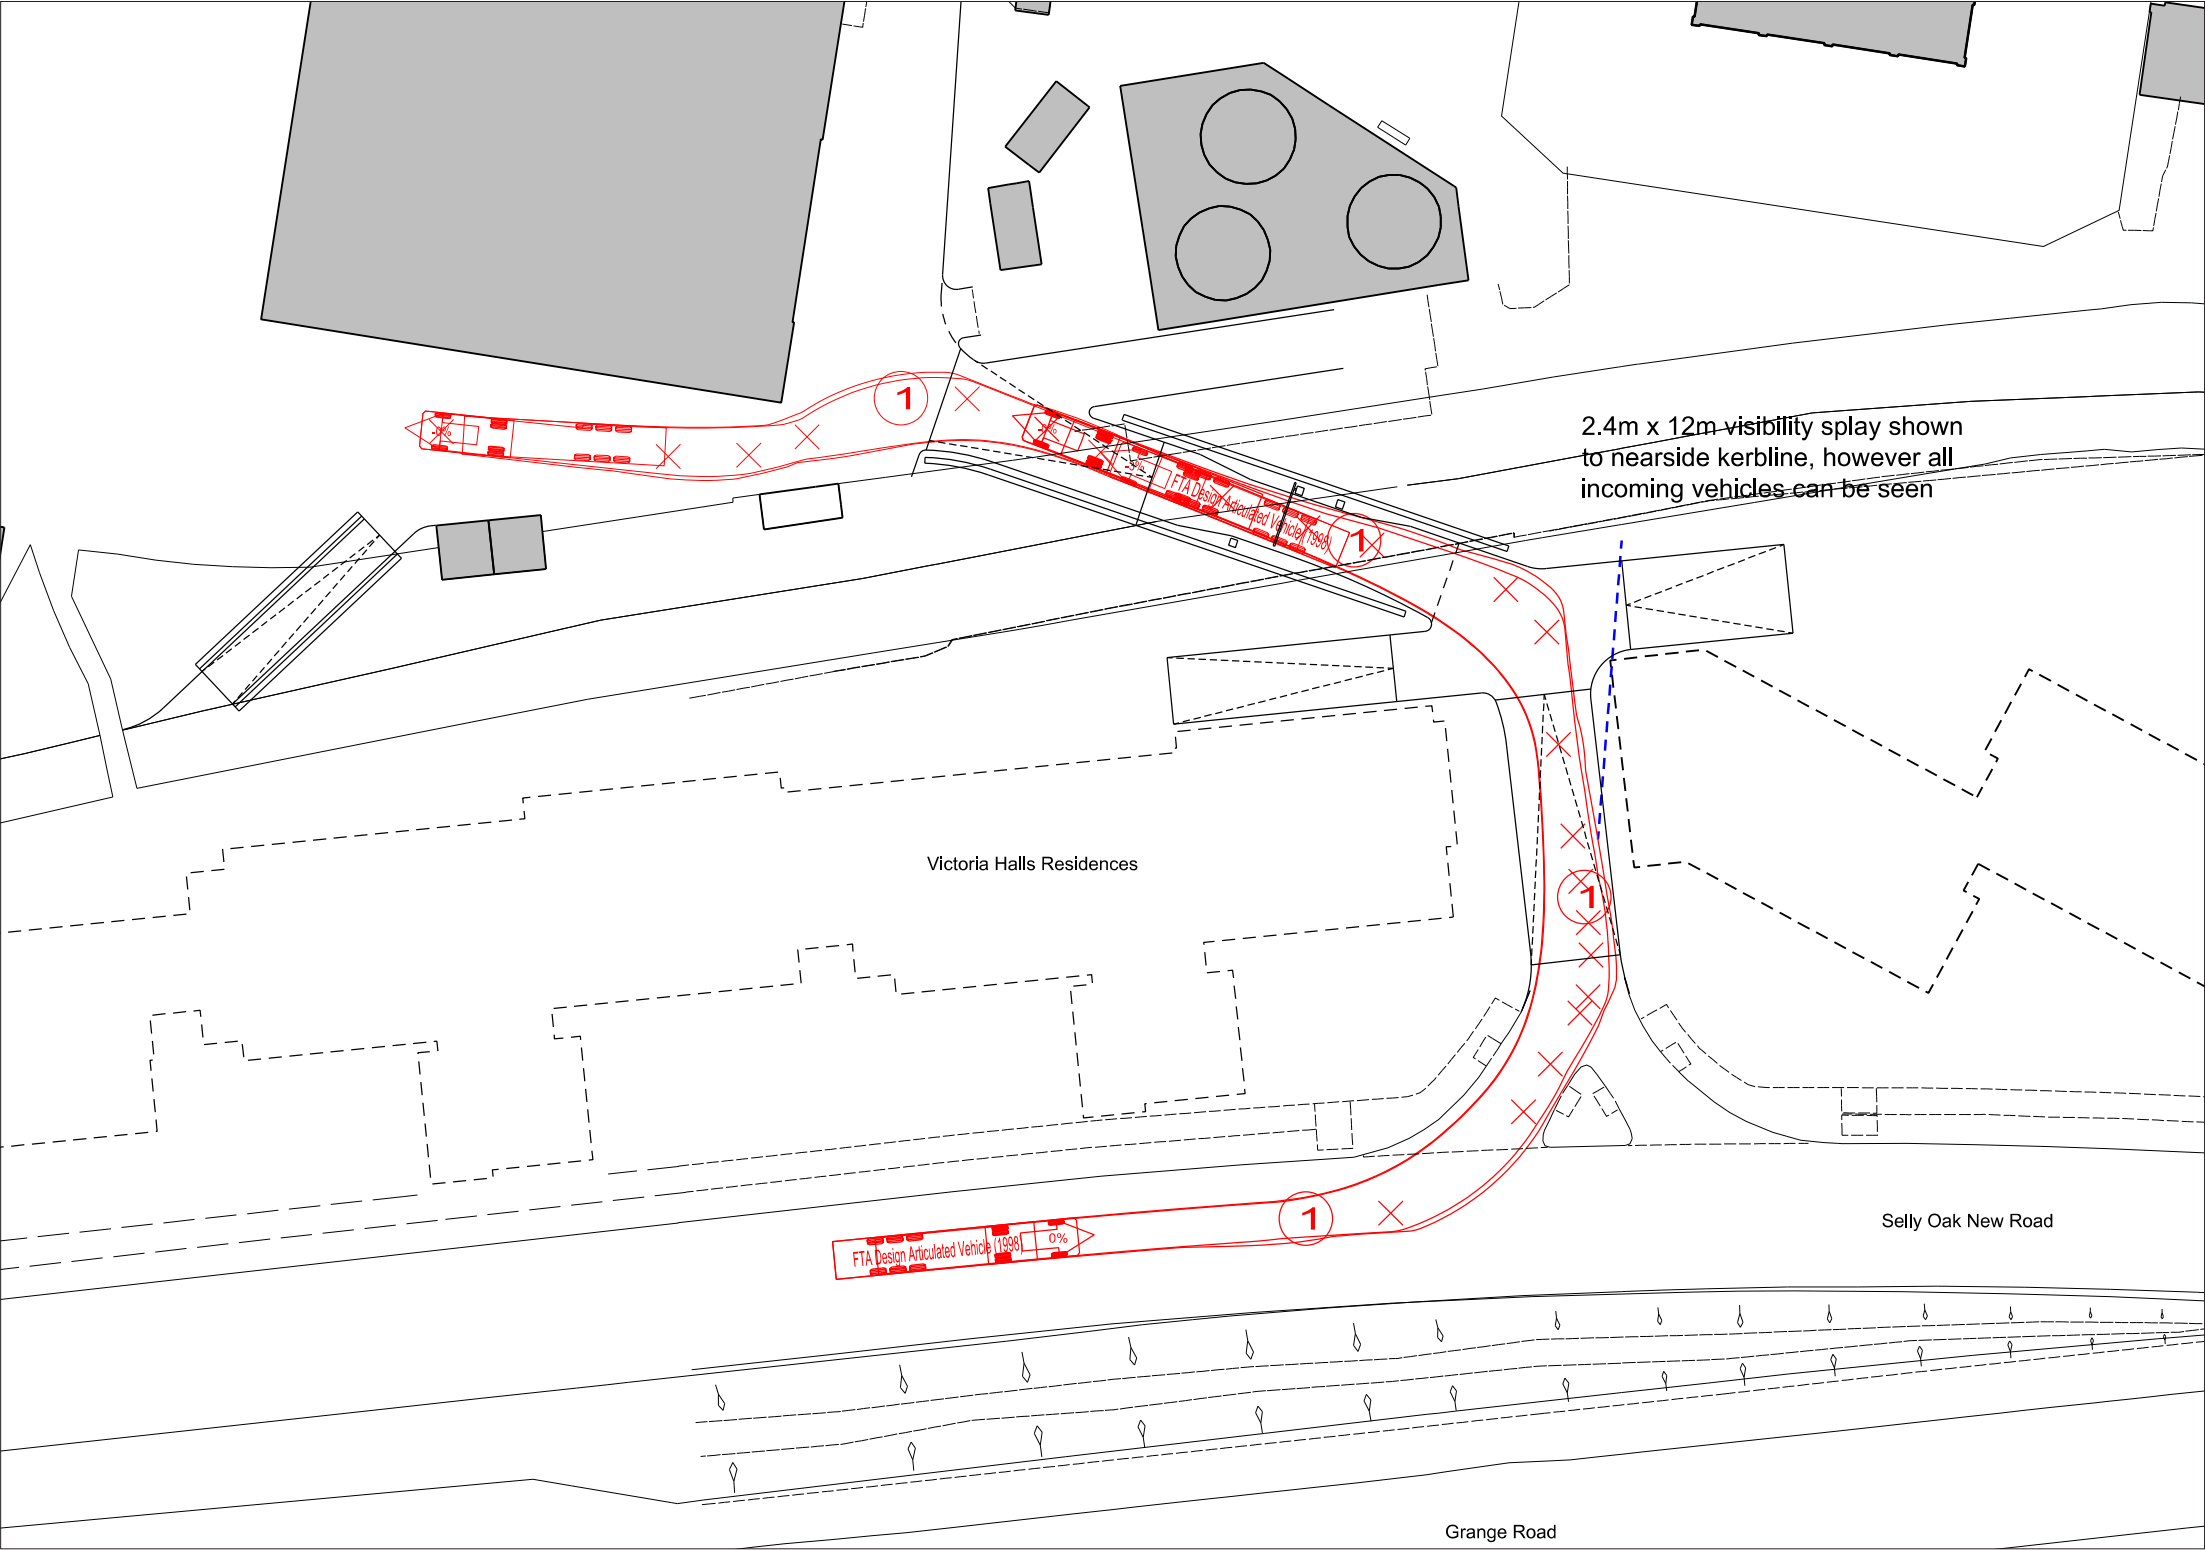 1
FTA Design Articulated Vehicle (1998)
1
2.4m x 12m visibility splay shown
to nearside kerbline, however all
incoming vehicles can be seen
Victoria Halls Residences
1
1
FTA Design Articulated Vehicle (1998)
0%
Selly Oak New Road
Grange Road